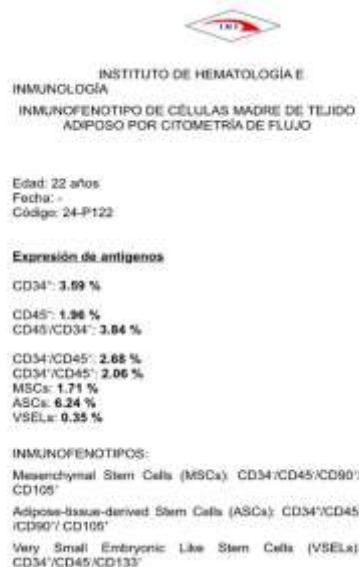 INSTITUTO DE HEMATOLOGÍA E
INMUNOLOGÍA
INMUNOFENOTIPO DE CÉLULAS MADRE DE TEJIDO
ADIPOSO POR CITOMETRÍA DE FLUJO
Edad: 22 años
Fecha: -
Código: 24-P122
Expresión de antígenos
CD34⁺: 3.59 %
CD45⁺: 1.96 %
CD45/CD34⁺: 3.84 %
CD34/CD45⁺: 2.68 %
CD34⁺/CD45⁺: 2.06 %
MSCs: 1.71 %
ASCs: 6.24 %
VSELs: 0.35 %
INMUNOFENOTIPOS:
Mesenchymal Stem Cells (MSCs): CD34⁻/CD45⁻/CD90⁺/
CD105⁺
Adipose-tissue-derived Stem Cells (ASCs): CD34⁺/CD45
/CD90⁺/ CD105⁺
Very Small Embryonic Like Stem Cells (VSELs):
CD34⁺/CD45⁻/CD133⁺